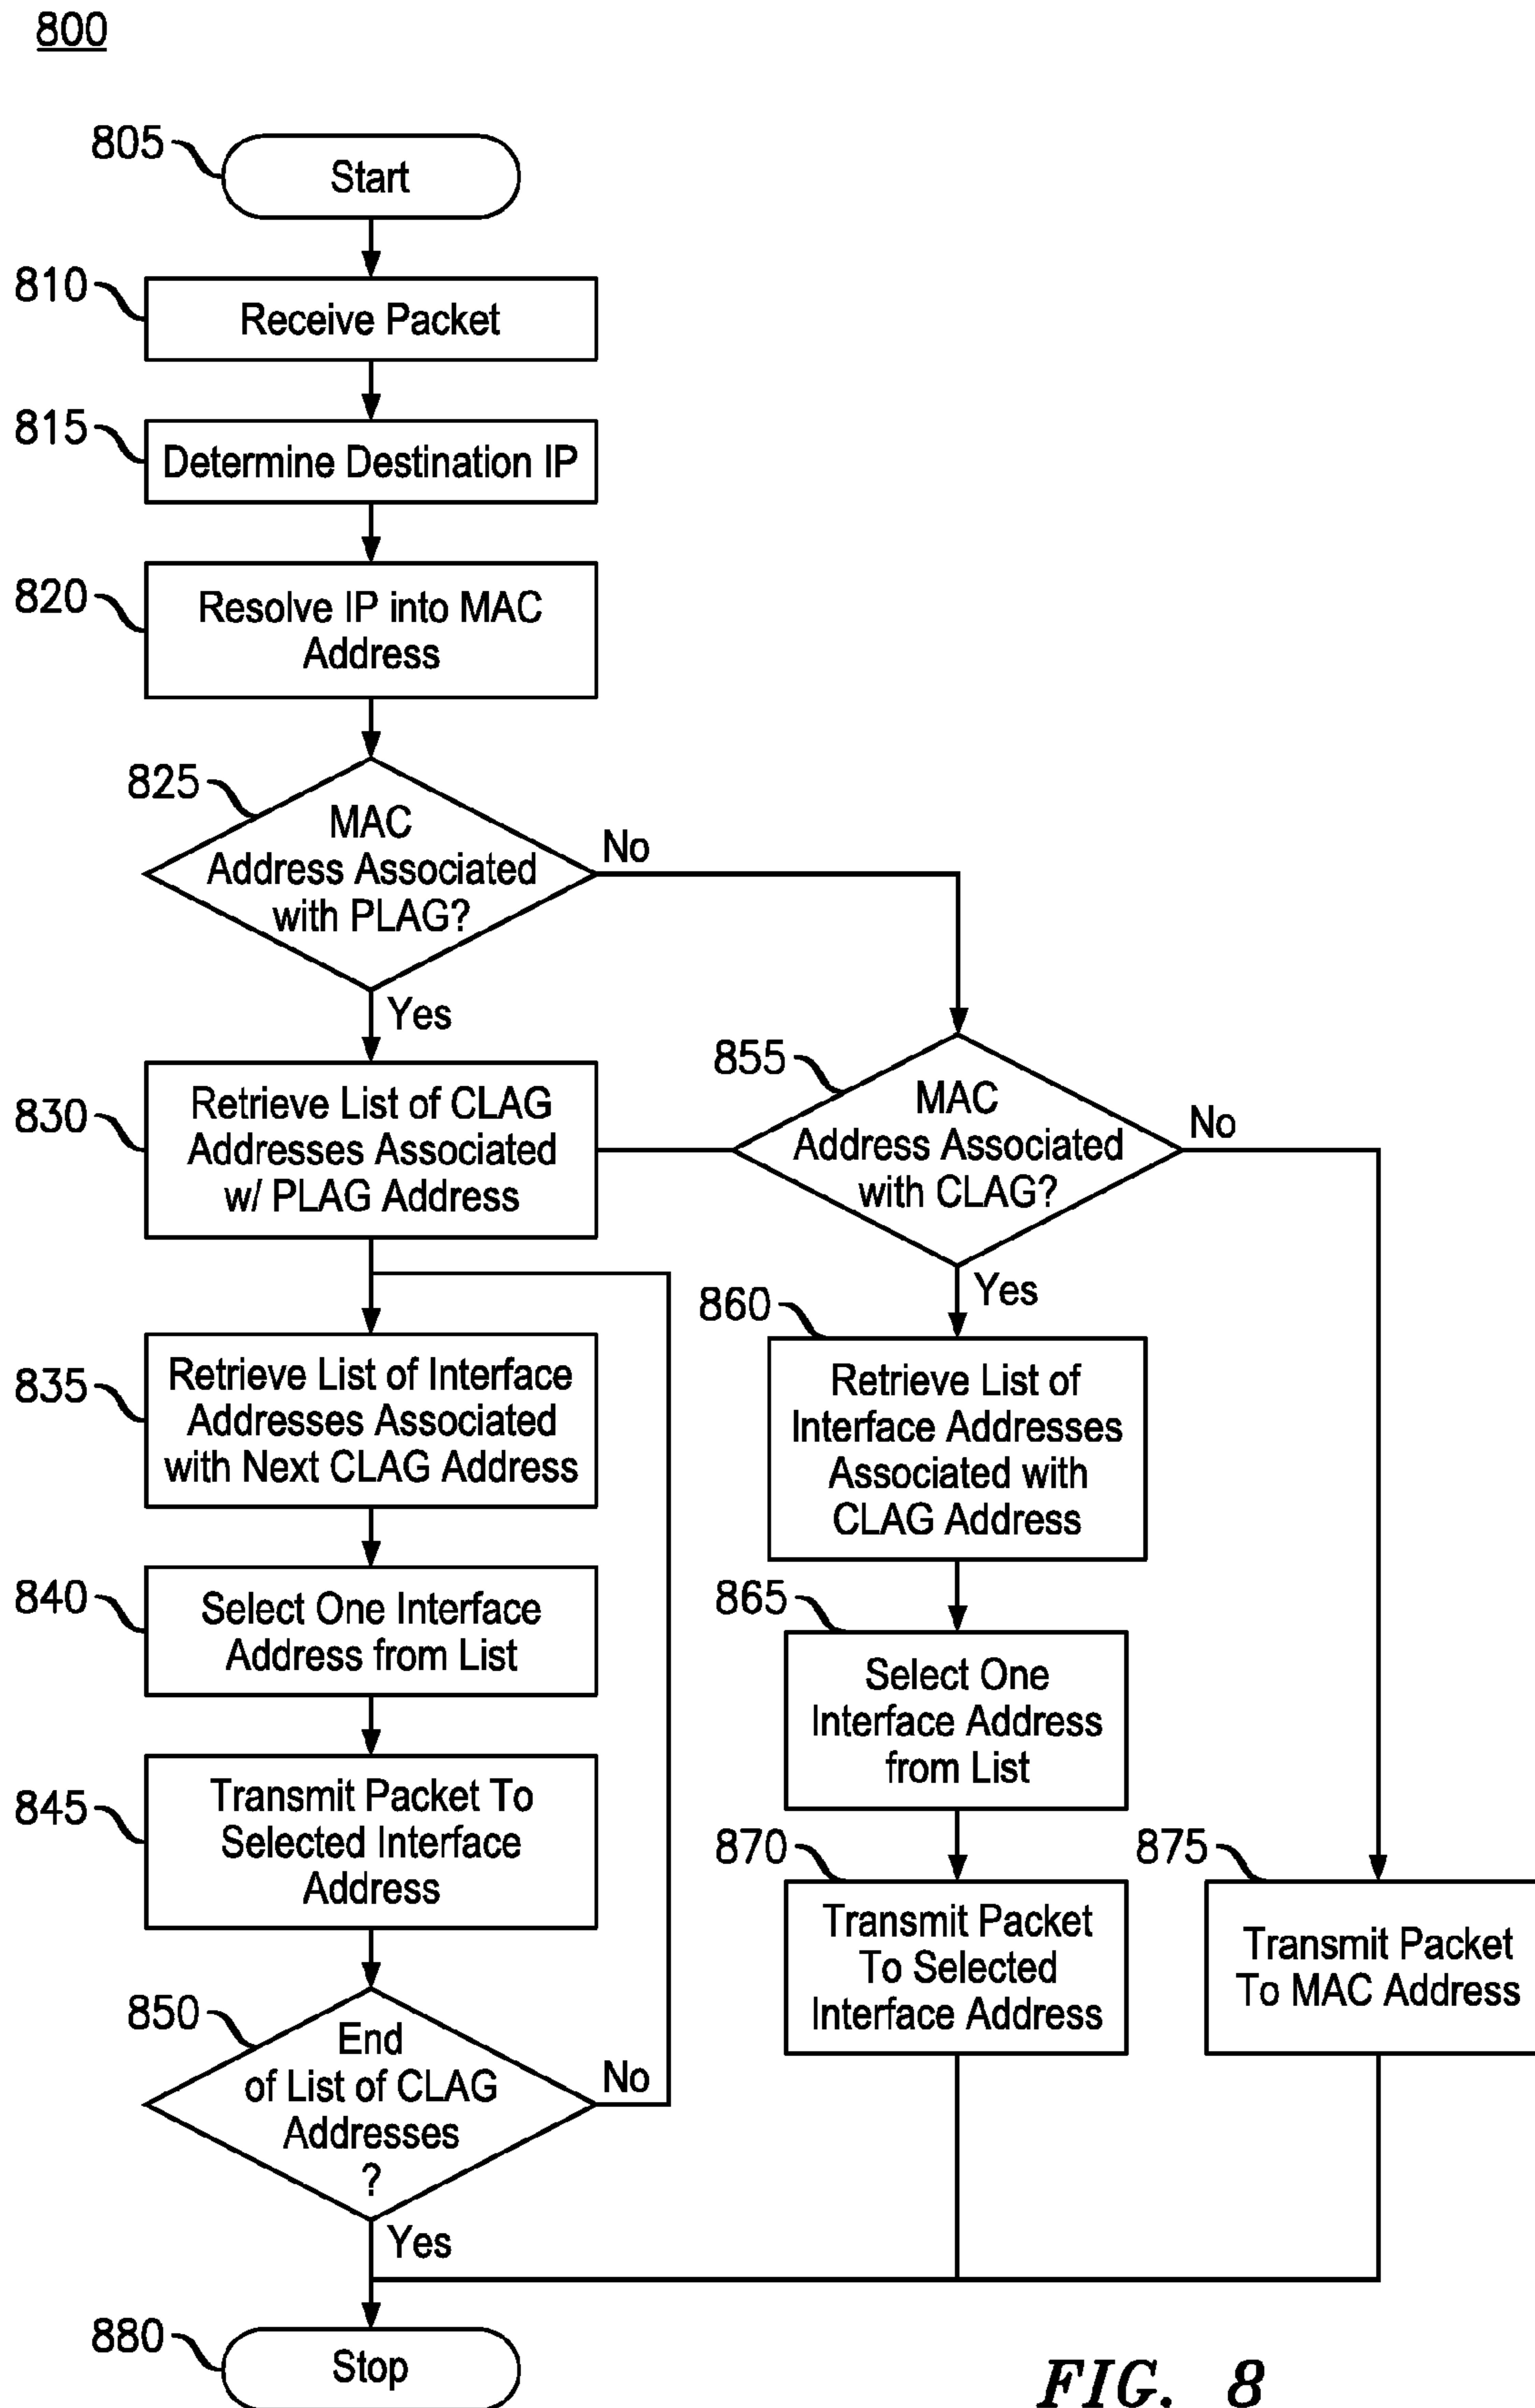 800
805
Start
810
Receive Packet
815
Determine Destination IP
820
Resolve IP into MAC
Address
825
MAC
Address Associated
with PLAG?
No
Yes
830
Retrieve List of CLAG
Addresses Associated
w/ PLAG Address
835
Retrieve List of Interface
Addresses Associated
with Next CLAG Address
840
Select One Interface
Address from List
845
Transmit Packet To
Selected Interface
Address
850
End
of List of CLAG
Addresses
?
No
Yes
855
MAC
Address Associated
with CLAG?
No
Yes
860
Retrieve List of
Interface Addresses
Associated with
CLAG Address
865
Select One
Interface Address
from List
870
Transmit Packet
To Selected
Interface Address
875
Transmit Packet
To MAC Address
880
Stop
FIG. 8